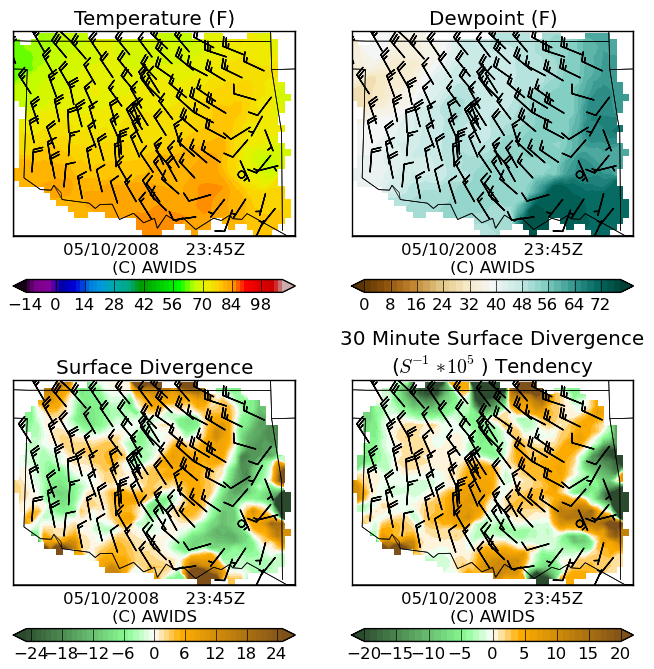 Temperature (F)
Dewpoint (F)
05/10/2008 23:45Z
(C) AWIDS
−14 0 14 28 42 56 70 84 98
05/10/2008 23:45Z
(C) AWIDS
0 8 16 24 32 40 48 56 64 72
Surface Divergence
30 Minute Surface Divergence
(S⁻¹ *10⁵ ) Tendency
05/10/2008 23:45Z
(C) AWIDS
−24 −18 −12 −6 0 6 12 18 24
05/10/2008 23:45Z
(C) AWIDS
−20 −15 −10 −5 0 5 10 15 20